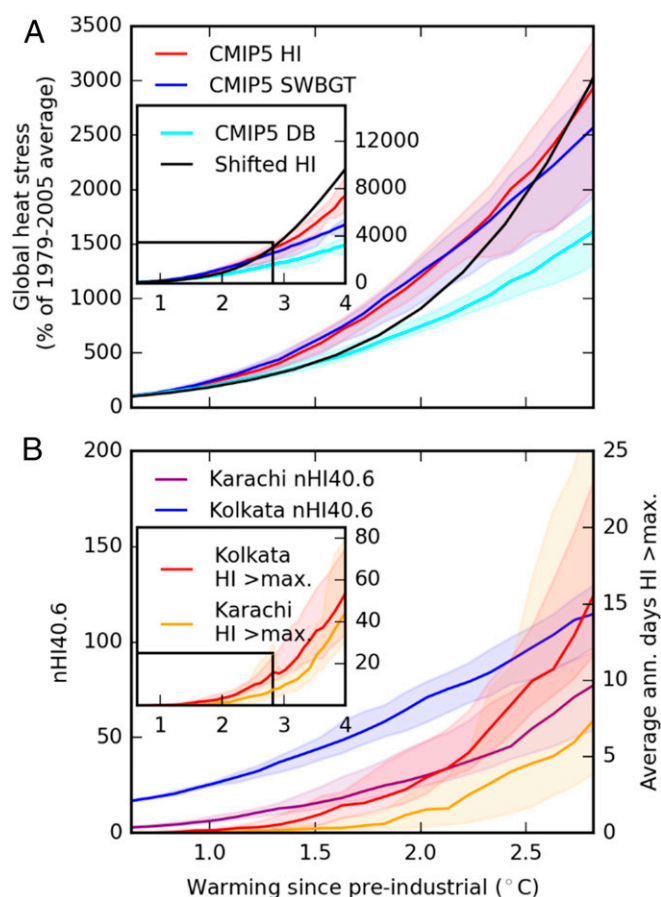 A
3500
3000
2500
2000
1500
1000
500
0
Global heat stress
(% of 1979-2005 average)
CMIP5 HI
CMIP5 SWBGT
CMIP5 DB
Shifted HI
12000
8000
4000
0
1 2 3 4
B
200
150
100
50
0
nHI40.6
Karachi nHI40.6
Kolkata nHI40.6
Kolkata
HI >max.
Karachi
HI >max.
80
60
40
20
1 2 3 4
25
20
15
10
5
0
Average ann. days HI >max.
1.0 1.5 2.0 2.5
Warming since pre-industrial (°C)